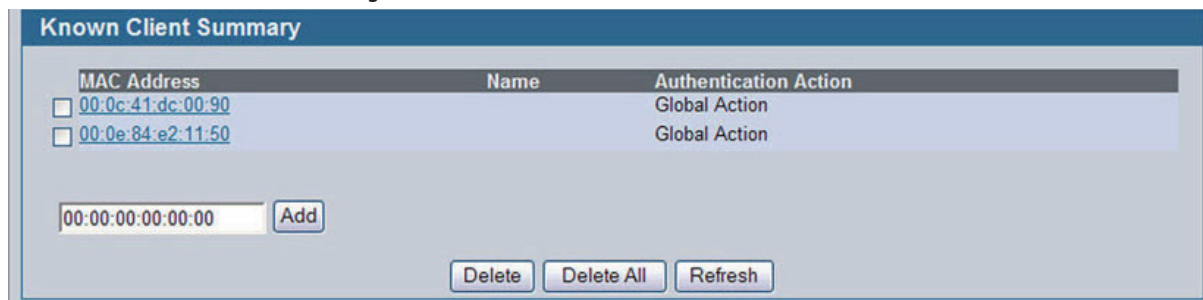 Known Client Summary
MAC Address Name Authentication Action
00:0c:41:dc:00:90 Global Action
00:0e:84:e2:11:50 Global Action
00:00:00:00:00:00 Add
Delete Delete All Refresh